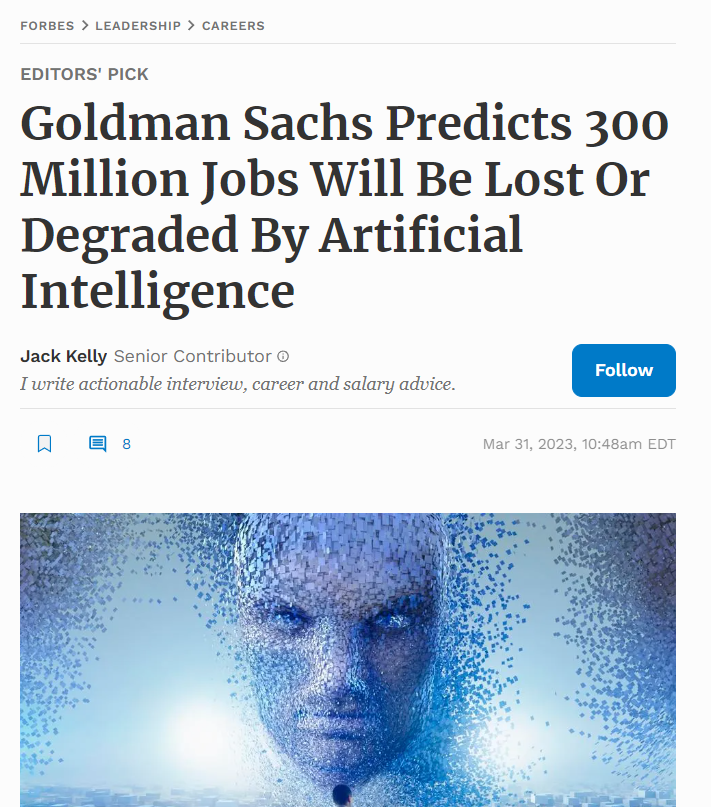 FORBES > LEADERSHIP > CAREERS
EDITORS' PICK
Goldman Sachs Predicts 300
Million Jobs Will Be Lost Or
Degraded By Artificial
Intelligence
Jack Kelly Senior Contributor
I write actionable interview, career and salary advice.
Follow
8
Mar 31, 2023, 10:48am EDT